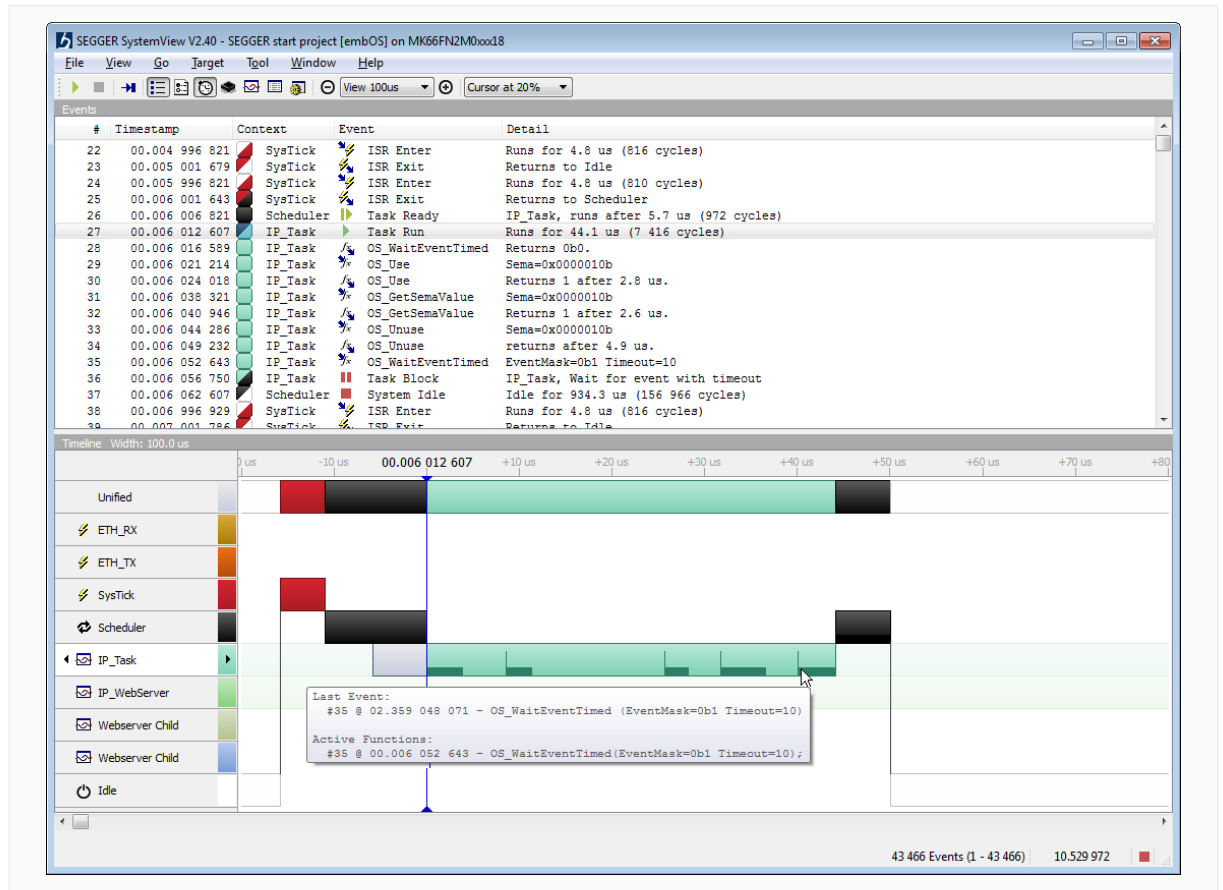 SEGGER SystemView V2.40 - SEGGER start project [embOS] on MK66FN2M0xxx18
File View Go Target Tool Window Help
View 100us Cursor at 20%
Events
# Timestamp Context Event Detail
22 00.004 996 821 SysTick ISR Enter Runs for 4.8 us (816 cycles)
23 00.005 001 679 SysTick ISR Exit Returns to Idle
24 00.005 996 821 SysTick ISR Enter Runs for 4.8 us (810 cycles)
25 00.006 001 643 SysTick ISR Exit Returns to Scheduler
26 00.006 006 821 Scheduler Task Ready IP_Task, runs after 5.7 us (972 cycles)
27 00.006 012 607 IP_Task Task Run Runs for 44.1 us (7 416 cycles)
28 00.006 016 589 IP_Task OS_WaitEventTimed Returns 0b0.
29 00.006 021 214 IP_Task OS_Use Sema=0x0000010b
30 00.006 024 018 IP_Task OS_Use Returns 1 after 2.8 us.
31 00.006 038 321 IP_Task OS_GetSemaValue Sema=0x0000010b
32 00.006 040 946 IP_Task OS_GetSemaValue Returns 1 after 2.6 us.
33 00.006 044 286 IP_Task OS_Unuse Sema=0x0000010b
34 00.006 049 232 IP_Task OS_Unuse returns after 4.9 us.
35 00.006 052 643 IP_Task OS_WaitEventTimed EventMask=0b1 Timeout=10
36 00.006 056 750 IP_Task Task Block IP_Task, Wait for event with timeout
37 00.006 062 607 Scheduler System Idle Idle for 934.3 us (156 966 cycles)
38 00.006 996 929 SysTick ISR Enter Runs for 4.8 us (816 cycles)
39 00.007 001 786 SysTick ISR Exit Returns to Idle
Timeline Width: 100.0 us
0 us -10 us 00.006 012 607 +10 us +20 us +30 us +40 us +50 us +60 us +70 us +80
Unified
ETH_RX
ETH_TX
SysTick
Scheduler
IP_Task
IP_WebServer
Last Event:
#35 @ 02.359 048 071 - OS_WaitEventTimed (EventMask=0b1 Timeout=10)
Webserver Child
Active Functions:
#35 @ 00.006 052 643 - OS_WaitEventTimed(EventMask=0b1 Timeout=10);
Webserver Child
Idle
43 466 Events (1 - 43 466) 10.529 972